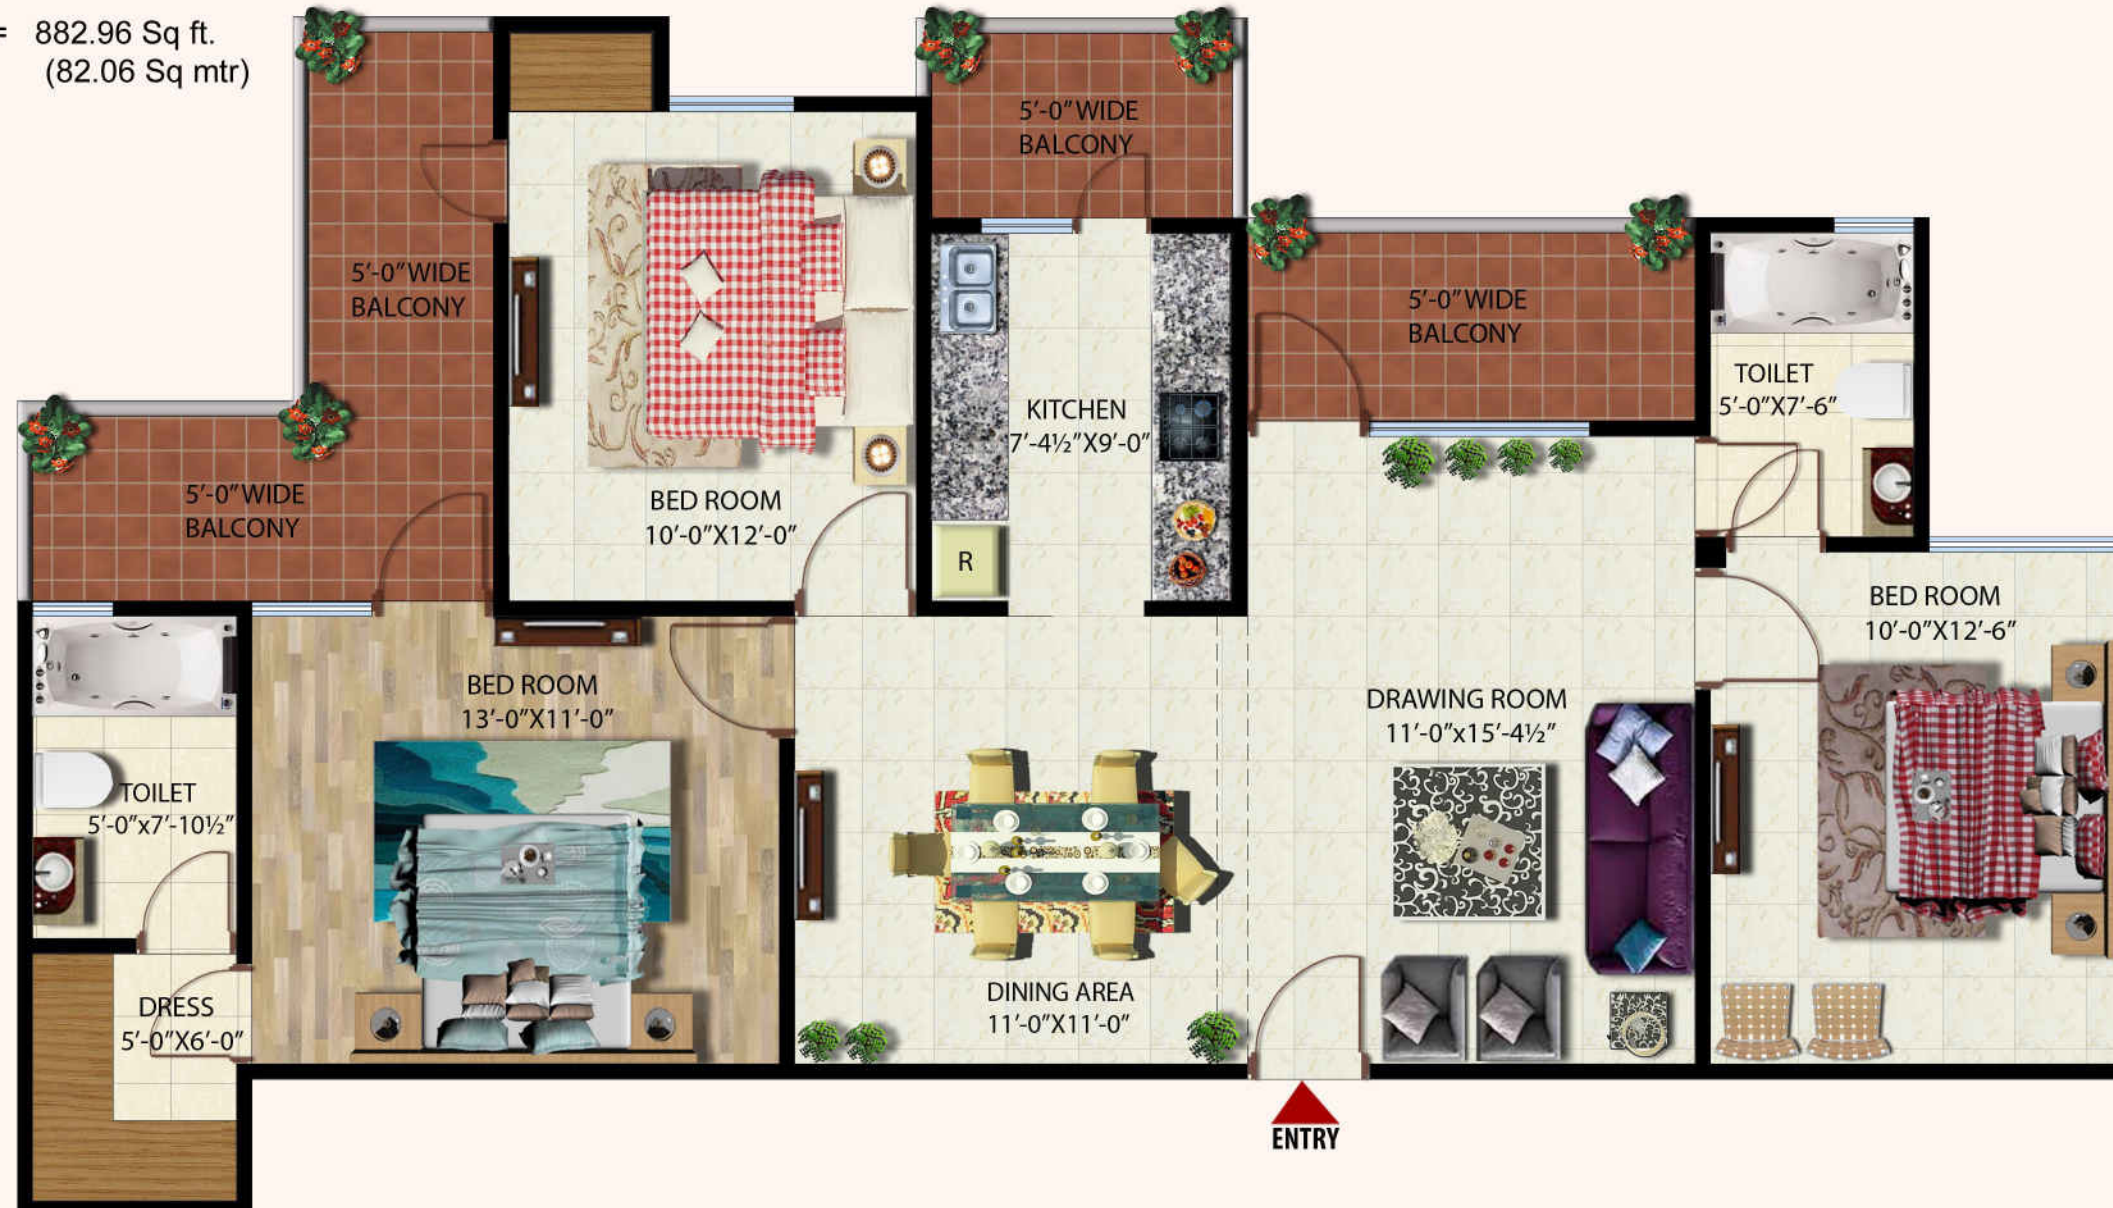 = 882.96 Sq ft.
(82.06 Sq mtr)
5'-0"WIDE
BALCONY
5'-0"WIDE
BALCONY
5'-0"WIDE
BALCONY
TOILET
5'-0"X7'-6"
KITCHEN
7'-4½"X9'-0"
5'-0"WIDE
BALCONY
BED ROOM
10'-0"X12'-0"
R
BED ROOM
10'-0"X12'-6"
BED ROOM
13'-0"X11'-0"
DRAWING ROOM
11'-0"x15'-4½"
TOILET
5'-0"x7'-10½"
DINING AREA
11'-0"X11'-0"
DRESS
5'-0"X6'-0"
ENTRY